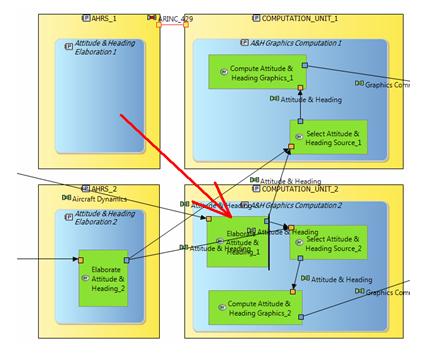 AHRS_1
ARINC_429
COMPUTATION_UNIT_1
Attitude & Heading
Elaboration 1
A&H Graphics Computation 1
Compute Attitude &
Heading Graphics_1
Graphics Com
Attitude & Heading
Select Attitude &
Heading Source_1
Attitude & Heading
AHRS_2
COMPUTATION_UNIT_2
Aircraft Dynamics
Attitude & Heading
A&H Graphics Computation 2
Attitude & Heading
Elaboration 2
Elaborate
Attitude &
Heading_1
Attitude & Heading
Attitude & Heading
Select Attitude &
Heading Source_2
Elaborate
Attitude &
Heading_2
Attitude & Heading
Graphics Com
Compute Attitude &
Heading Graphics_2